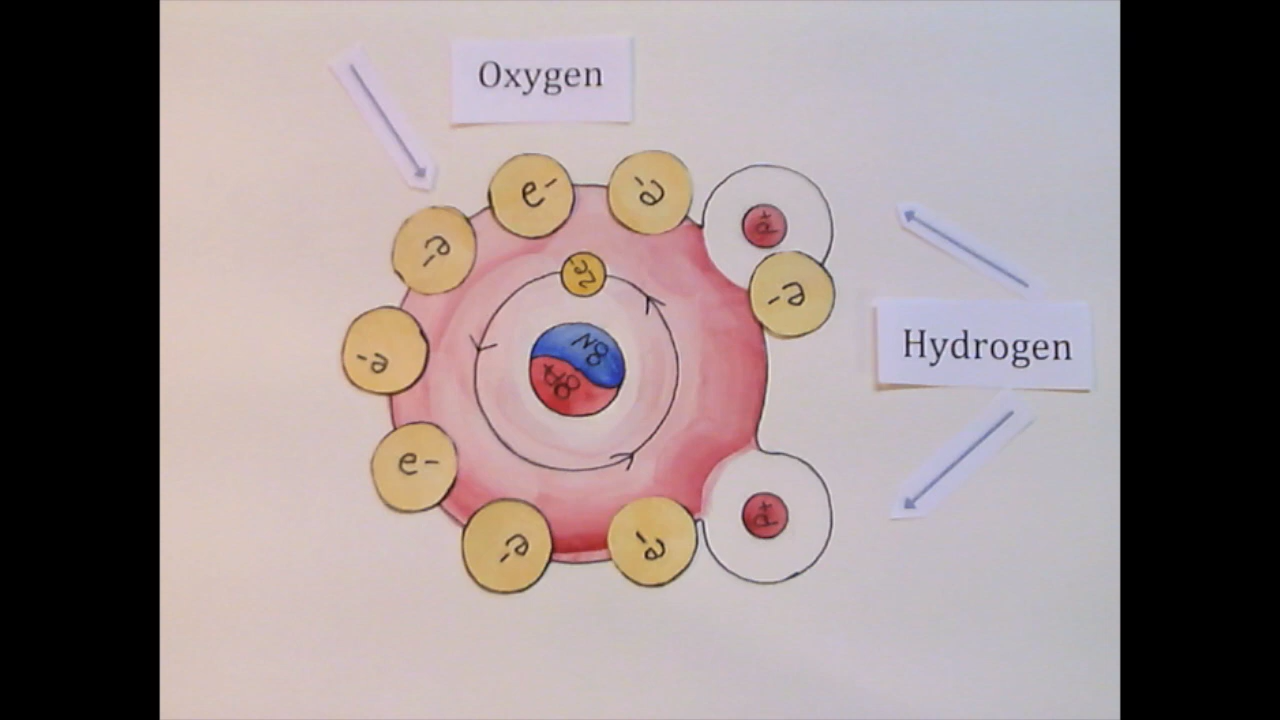 Oxygen
e-
e-
p+
e-
2e-
e-
Hydrogen
e-
8N
8p+
e-
p+
e-
e-